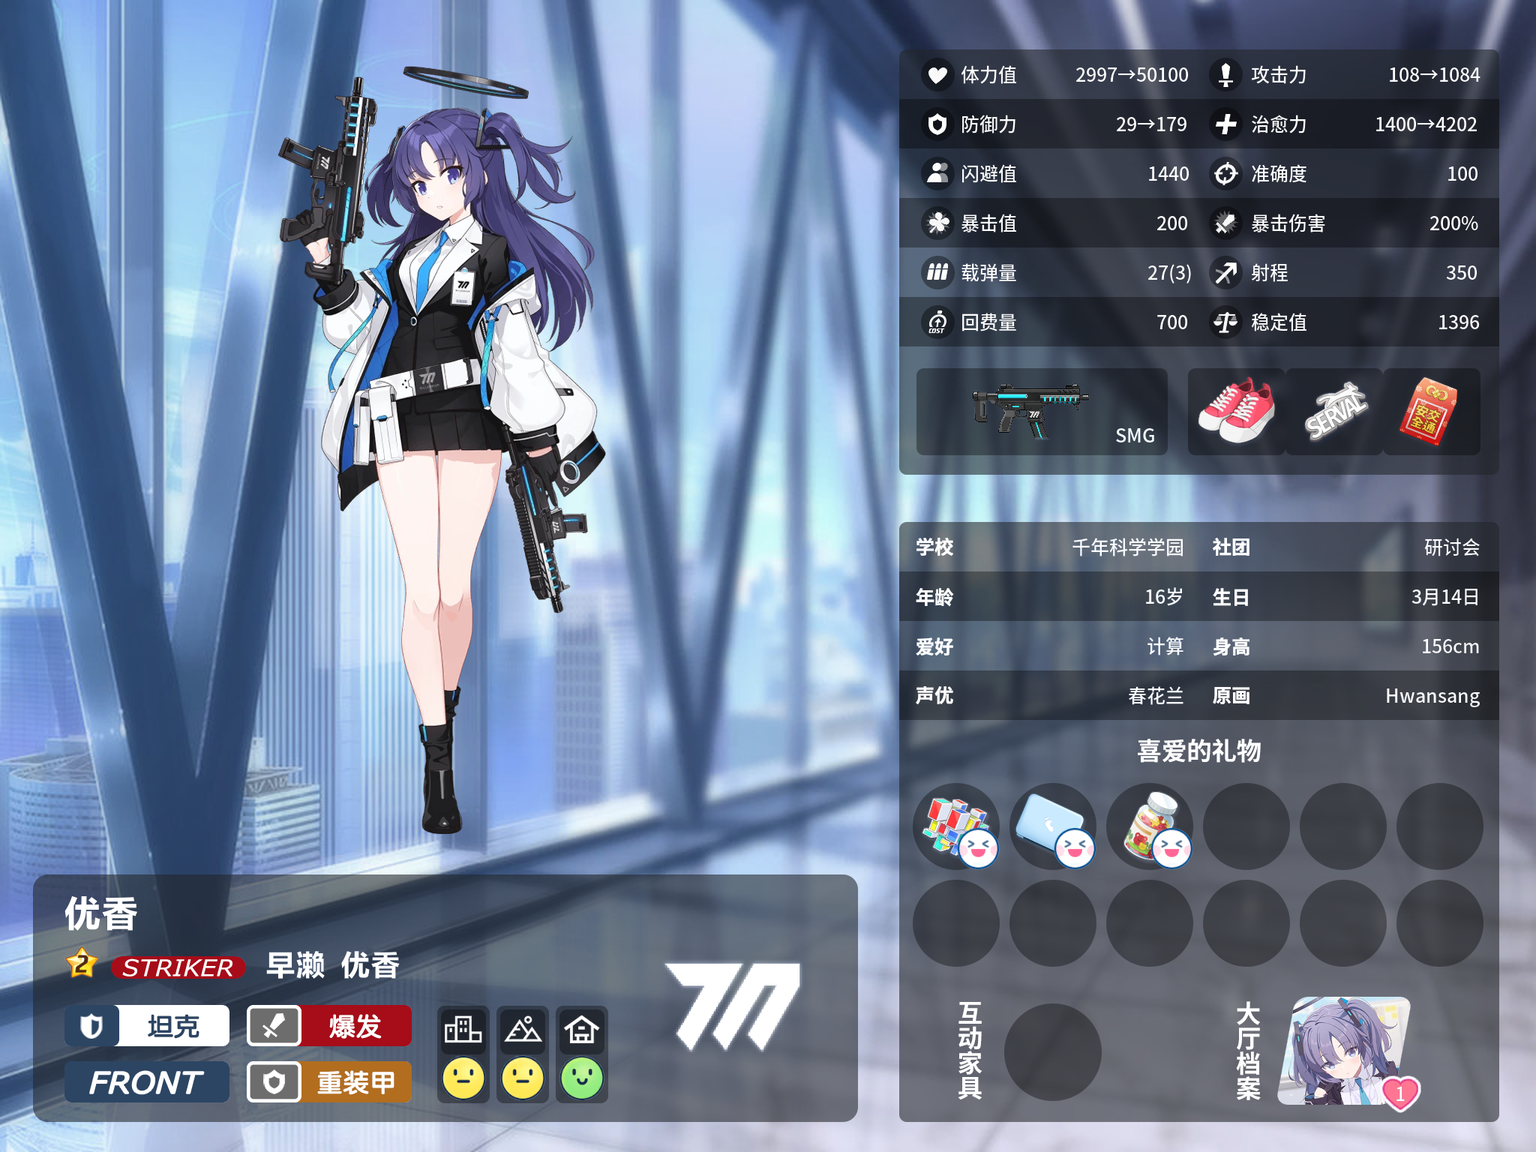 体力值 2997→50100 攻击力 108→1084
防御力 29→179 治愈力 1400→4202
闪避值 1440 准确度 100
暴击值 200 暴击伤害 200%
载弹量 27(3) 射程 350
COST 回费量 700 稳定值 1396
SMG
SERVAL
交安
通全
学校 千年科学学园 社团 研讨会
年龄 16岁 生日 3月14日
爱好 计算 身高 156cm
声优 春花兰 原画 Hwansang
喜爱的礼物
互动家具
大厅档案
1
优香
2 STRIKER 早濑 优香
坦克 爆发
FRONT 重装甲